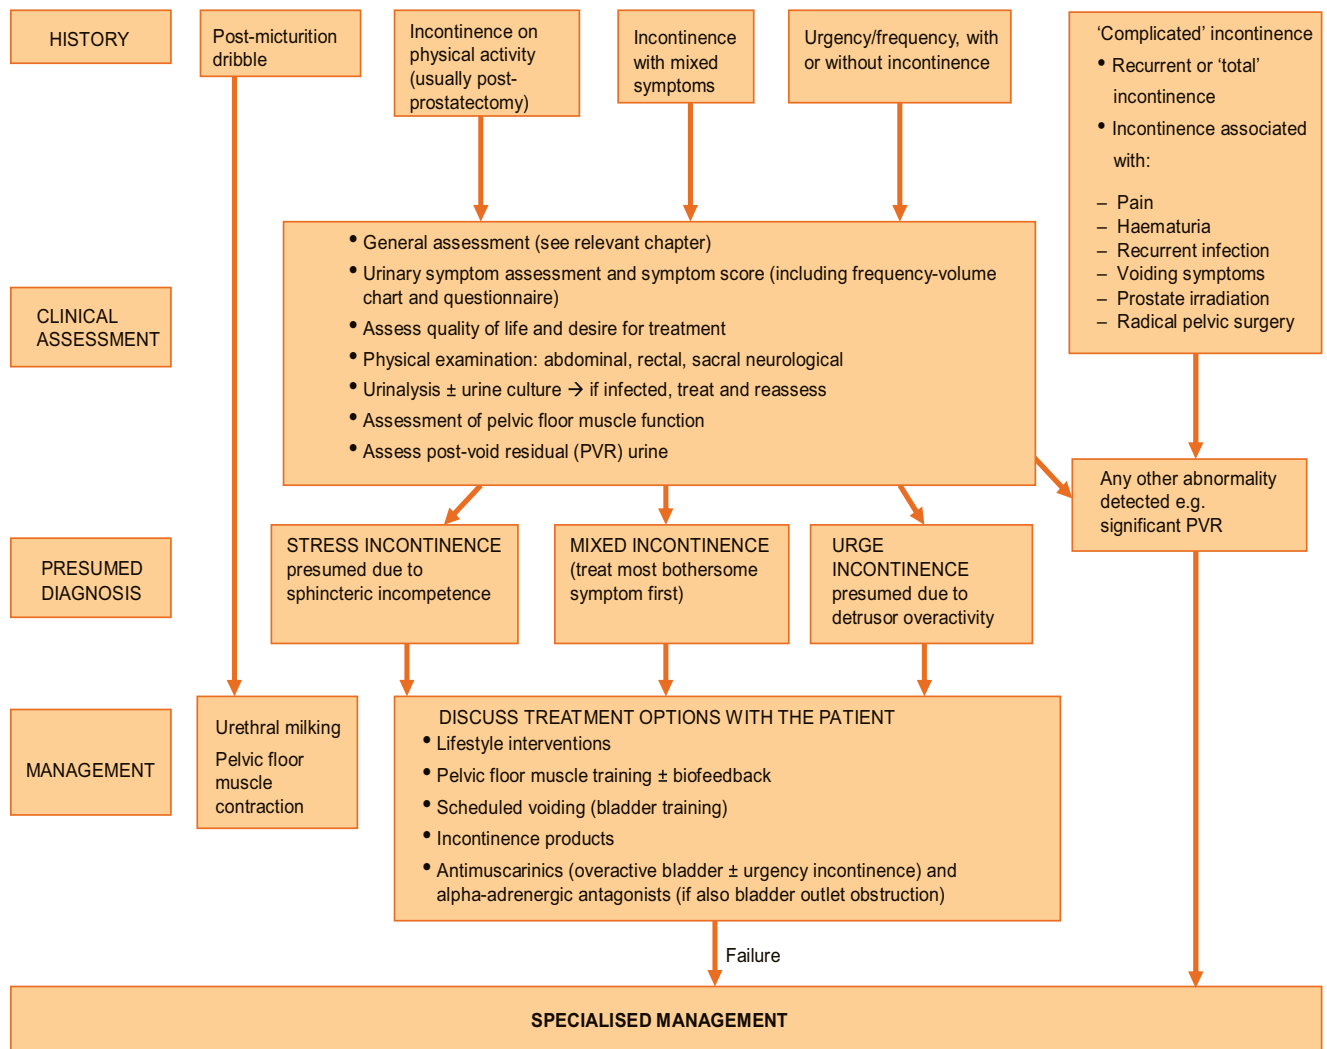 HISTORY
Post-micturition
dribble
Incontinence on
physical activity
(usually post-
prostatectomy)
Incontinence
with mixed
symptoms
Urgency/frequency, with
or without incontinence
‘Complicated’ incontinence
• Recurrent or ‘total’
incontinence
• Incontinence associated
with:
– Pain
– Haematuria
– Recurrent infection
– Voiding symptoms
– Prostate irradiation
– Radical pelvic surgery
CLINICAL
ASSESSMENT
• General assessment (see relevant chapter)
• Urinary symptom assessment and symptom score (including frequency-volume
chart and questionnaire)
• Assess quality of life and desire for treatment
• Physical examination: abdominal, rectal, sacral neurological
• Urinalysis ± urine culture → if infected, treat and reassess
• Assessment of pelvic floor muscle function
• Assess post-void residual (PVR) urine
Any other abnormality
detected e.g.
significant PVR
PRESUMED
DIAGNOSIS
STRESS INCONTINENCE
presumed due to
sphincteric incompetence
MIXED INCONTINENCE
(treat most bothersome
symptom first)
URGE
INCONTINENCE
presumed due to
detrusor overactivity
MANAGEMENT
Urethral milking
Pelvic floor
muscle
contraction
DISCUSS TREATMENT OPTIONS WITH THE PATIENT
• Lifestyle interventions
• Pelvic floor muscle training ± biofeedback
• Scheduled voiding (bladder training)
• Incontinence products
• Antimuscarinics (overactive bladder ± urgency incontinence) and
alpha-adrenergic antagonists (if also bladder outlet obstruction)
Failure
SPECIALISED MANAGEMENT